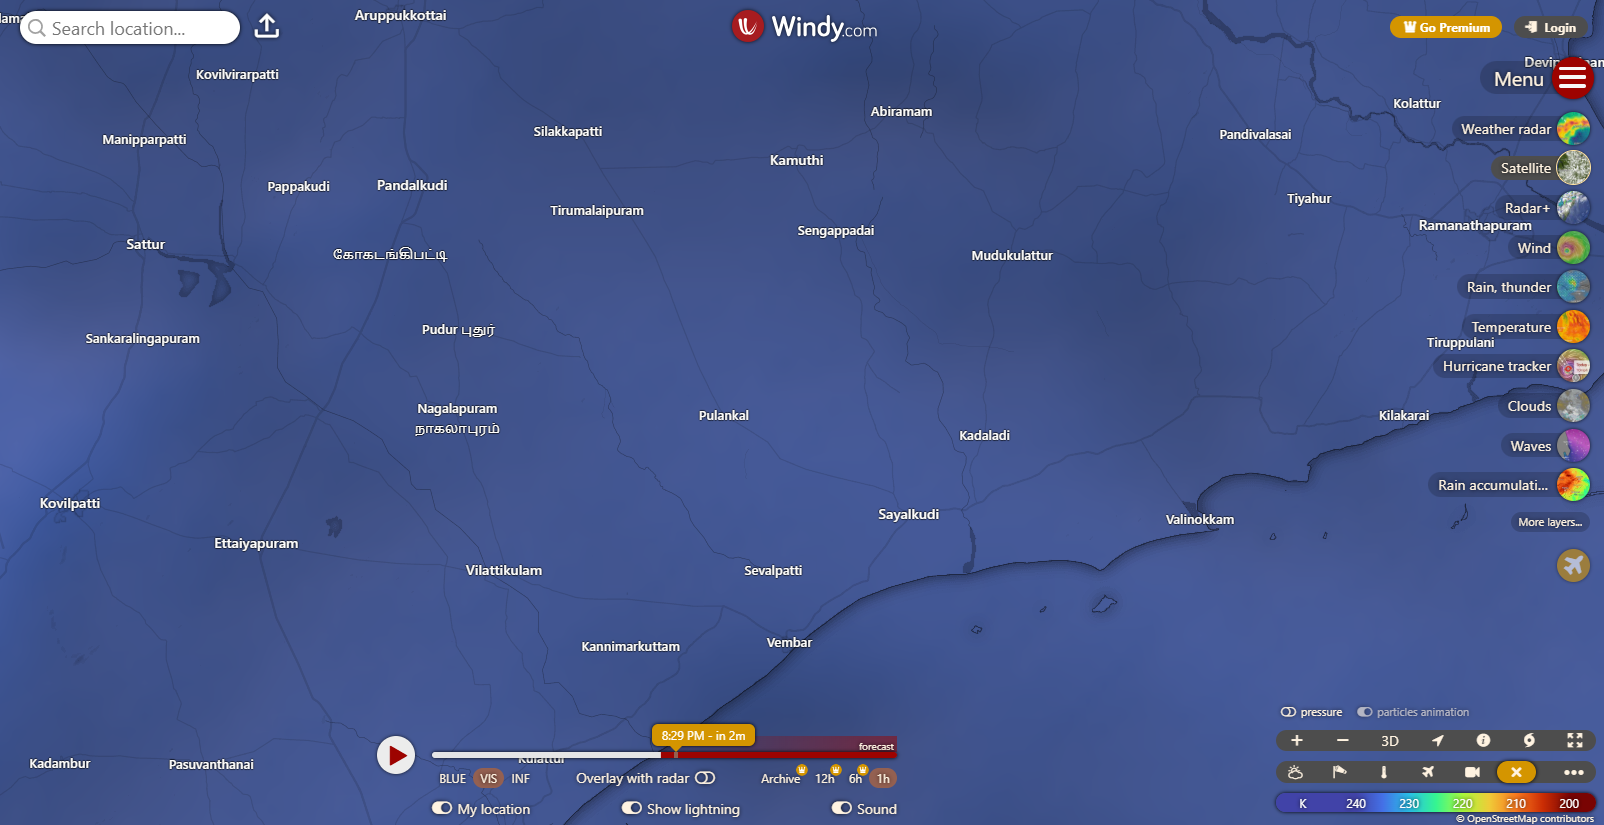 Search location...
Windy.com
Go Premium
Login
Menu
Weather radar
Satellite
Radar+
Wind
Rain, thunder
Temperature
Hurricane tracker
Clouds
Waves
Rain accumulati...
More layers...
Aruppukkottai
Kovilvirarpatti
Abiramam
Kolattur
Silakkapatti
Pandivalasai
Manipparpatti
Kamuthi
Pappakudi
Pandalkudi
Tiyahur
Tirumalaipuram
Ramanathapuram
Sengappadai
Sattur
கோகடங்கிபட்டி
Mudukulattur
Pudur புதுர்
Sankaralingapuram
Tiruppulani
Nagalapuram
நாகலாபுரம்
Pulankal
Kilakarai
Kadaladi
Kovilpatti
Sayalkudi
Valinokkam
Ettaiyapuram
Vilattikulam
Sevalpatti
Kannimarkuttam
Vembar
Kadambur
Pasuvanthanai
Kulattur
8:29 PM - in 2m
forecast
BLUE VIS INF
Overlay with radar
Archive 12h 6h 1h
My location
Show lightning
Sound
pressure
particles animation
3D
K 240 230 220 210 200
© OpenStreetMap contributors